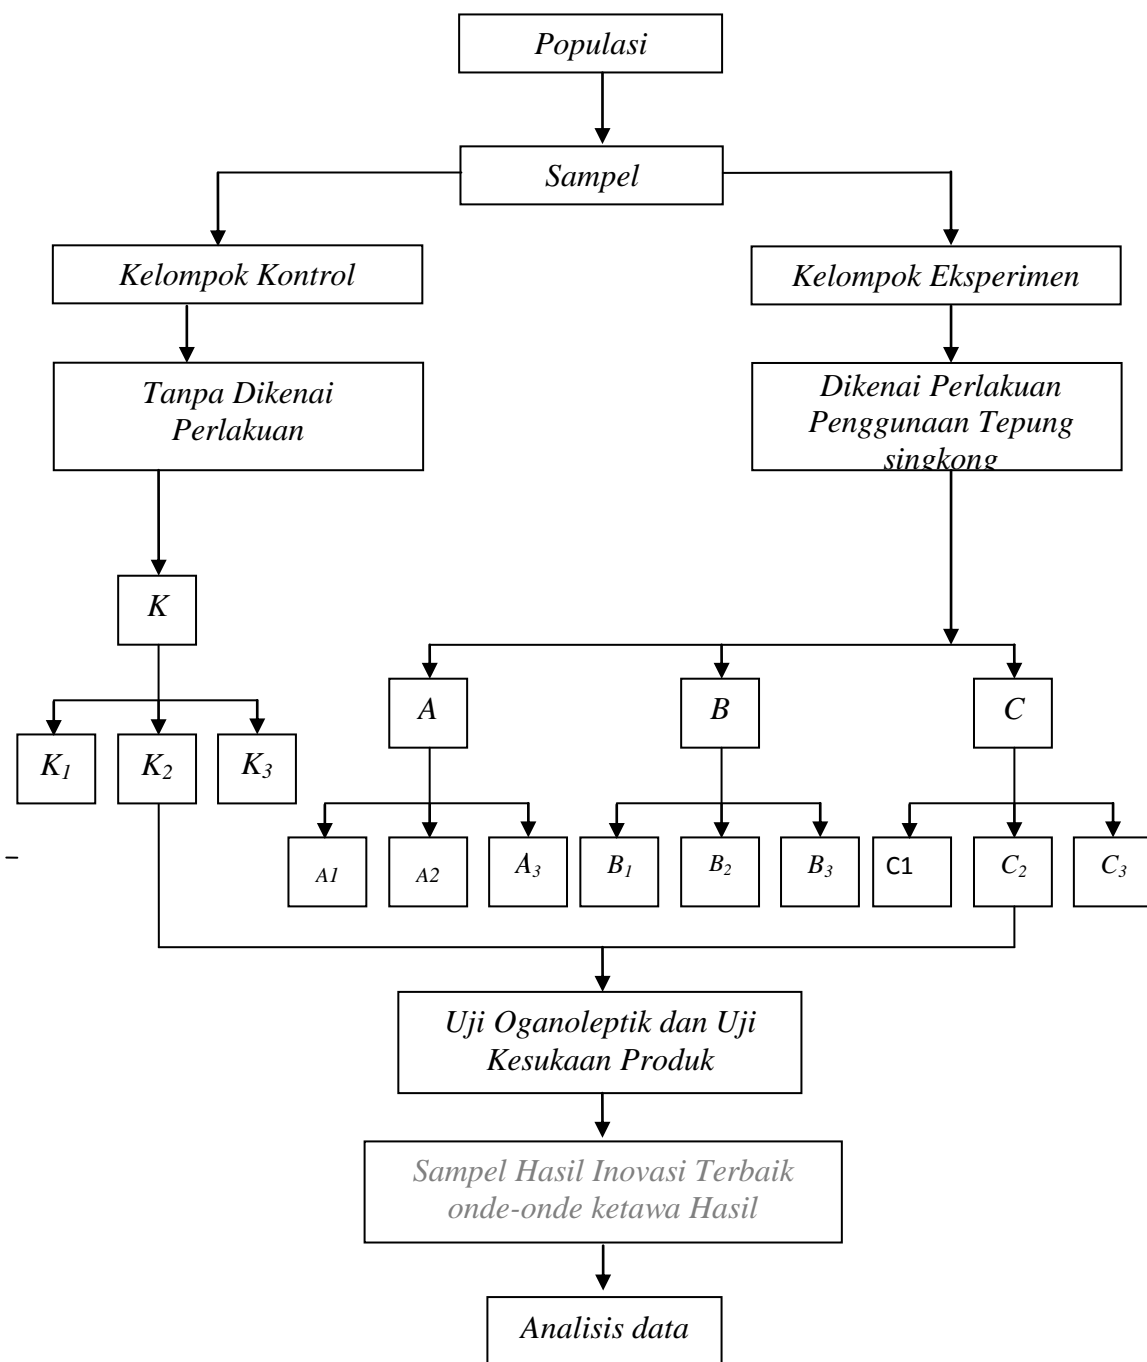 Populasi
Sampel
Kelompok Kontrol
Kelompok Eksperimen
Tanpa Dikenai
Perlakuan
Dikenai Perlakuan
Penggunaan Tepung
singkong
K
A
B
C
K1
K2
K3
A1
A2
A3
B1
B2
B3
C1
C2
C3
Uji Oganoleptik dan Uji
Kesukaan Produk
Sampel Hasil Inovasi Terbaik
onde-onde ketawa Hasil
Analisis data